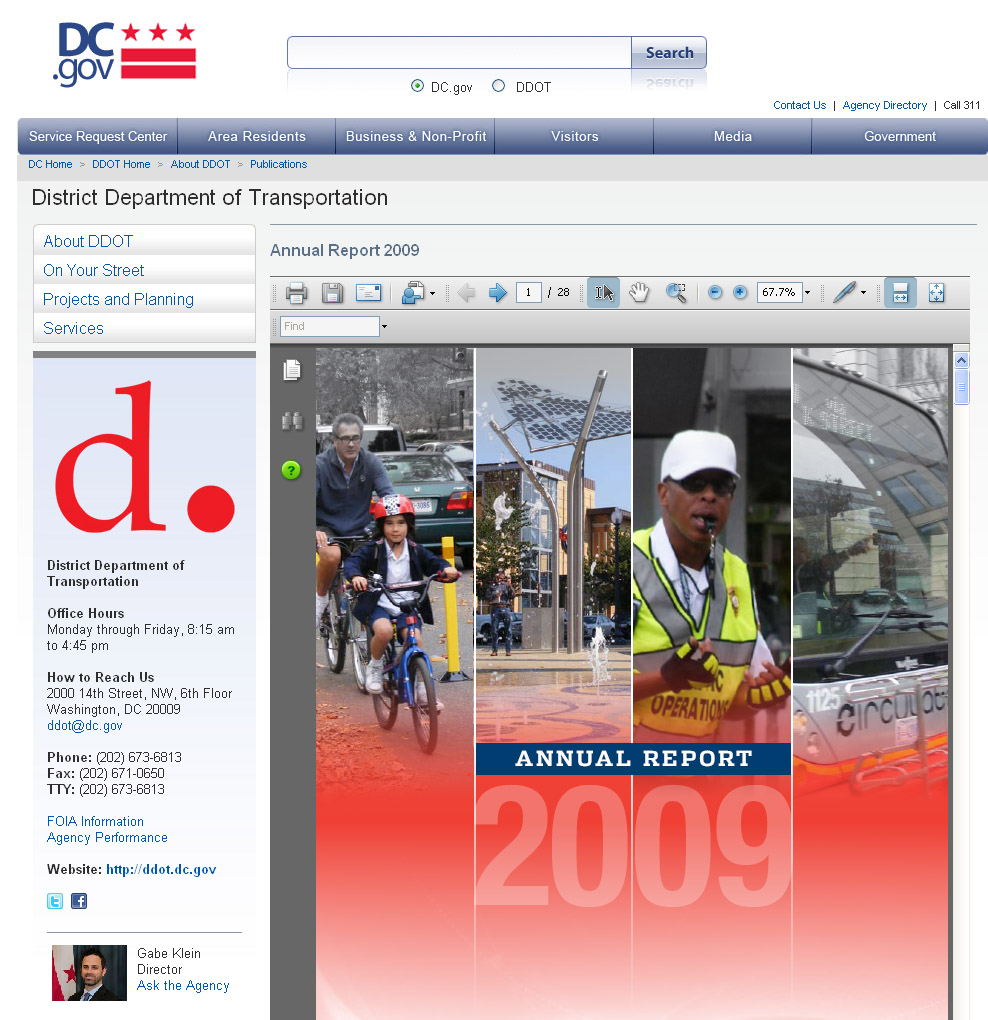 DC
.gov
Search
DC.gov DDOT
Contact Us | Agency Directory | Call 311
Service Request Center Area Residents Business & Non-Profit Visitors Media Government
DC Home > DDOT Home > About DDOT > Publications
District Department of Transportation
About DDOT
On Your Street
Projects and Planning
Services
d.
District Department of
Transportation
Office Hours
Monday through Friday, 8:15 am
to 4:45 pm
How to Reach Us
2000 14th Street, NW, 6th Floor
Washington, DC 20009
ddot@dc.gov
Phone: (202) 673-6813
Fax: (202) 671-0650
TTY: (202) 673-6813
FOIA Information
Agency Performance
Website: http://ddot.dc.gov
Gabe Klein
Director
Ask the Agency
Annual Report 2009
1 / 28 67.7%
Find
OPERATIONS
1125
circulator
ANNUAL REPORT
2009